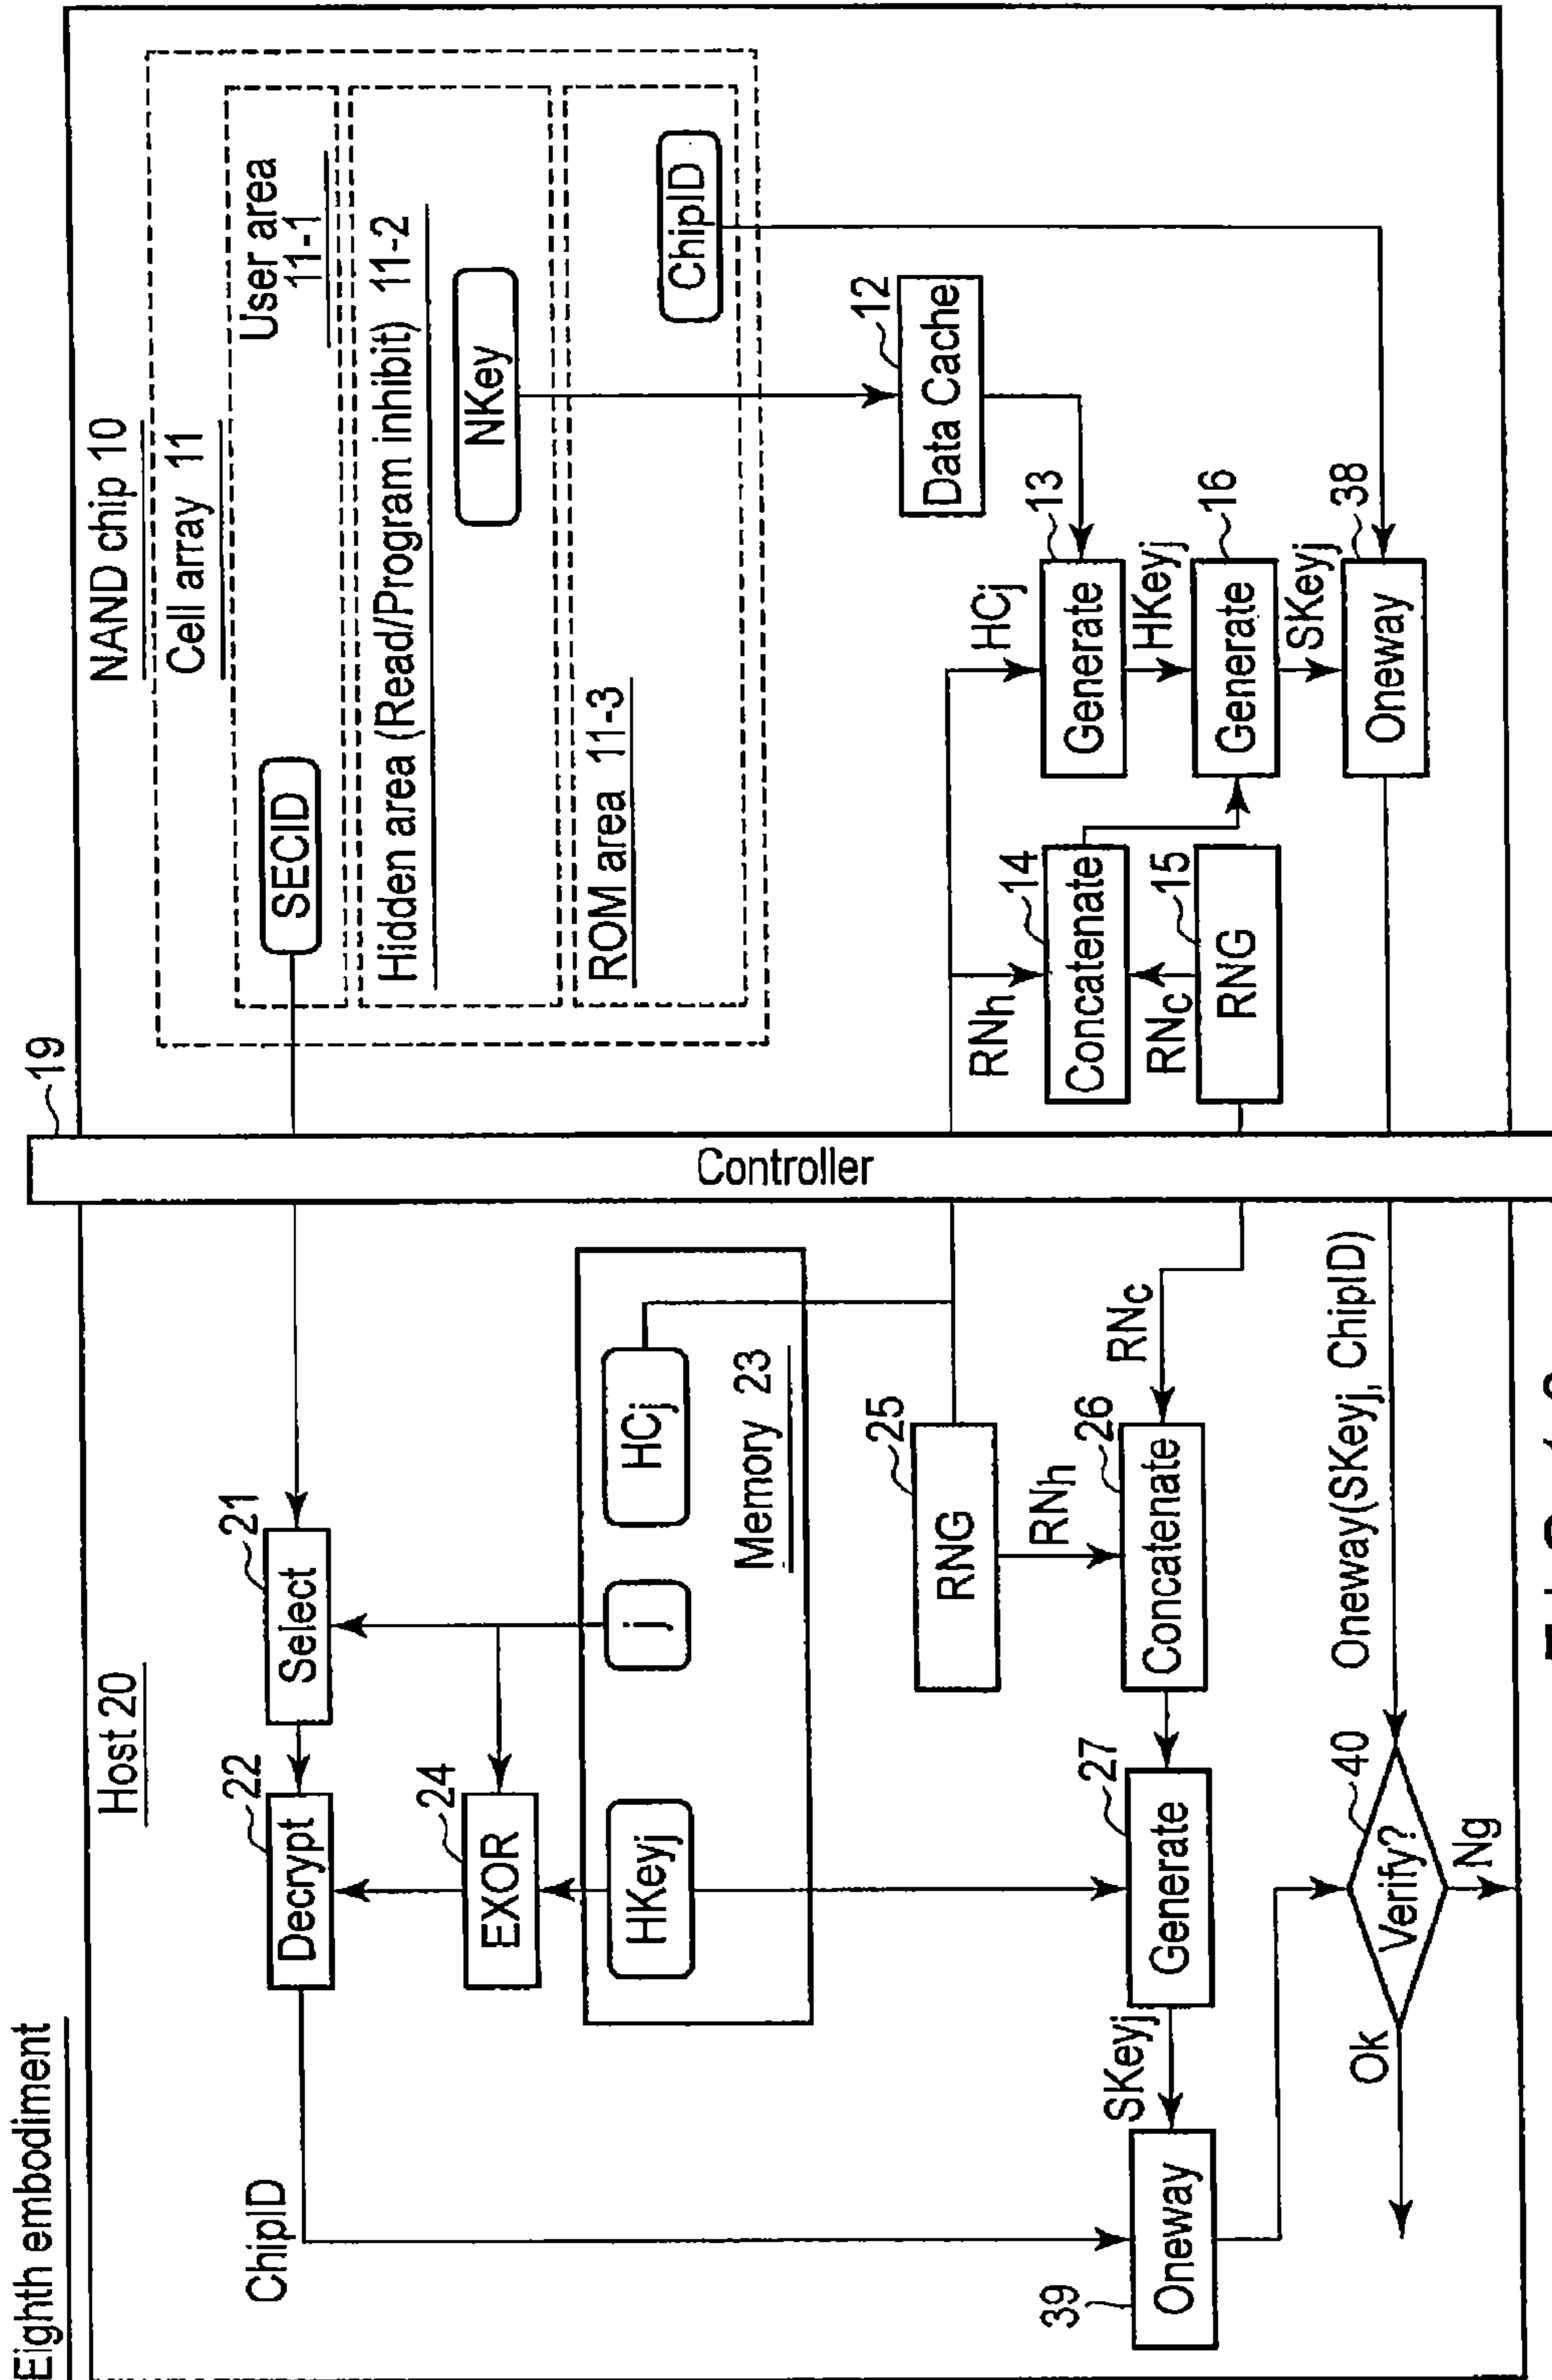 Eighth embodiment
Host 20
ChipID
Decrypt
22
Select
21
EXOR
24
HKeyj
j
HCj
Memory 23
RNG
25
RNh
RNc
Concatenate
26
Generate
27
SKeyj
Oneway
39
Verify?
40
Ok
Ng
Oneway(SKeyj, ChipID)
Controller
19
NAND chip 10
Cell array 11
User area
11-1
SECID
Hidden area (Read/Program inhibit) 11-2
NKey
ROM area 11-3
ChipID
Data Cache
12
HCj
Generate
13
HKeyj
Generate
16
SKeyj
Oneway
38
RNh
Concatenate
14
RNc
RNG
15